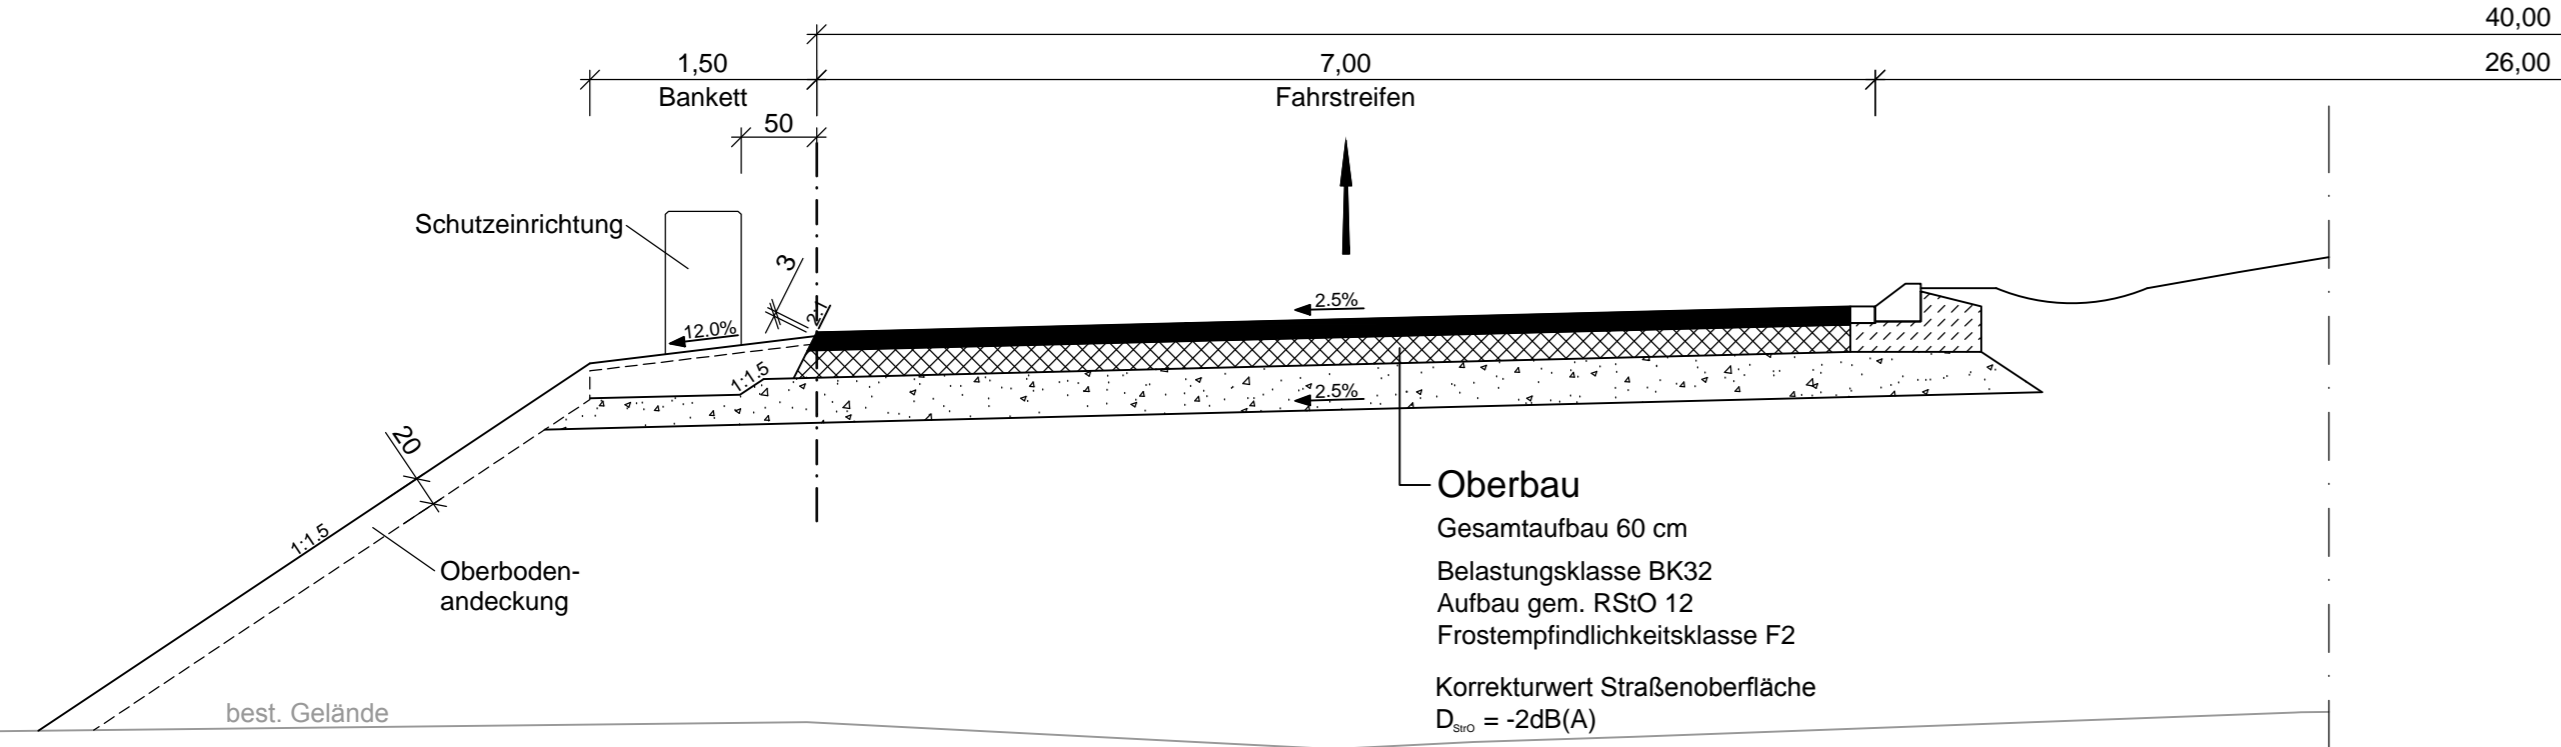 40,00
1,50
7,00
26,00
Bankett
Fahrstreifen
50
Schutzeinrichtung
3
2:1
2.5%
12.0%
1:1.5
2.5%
20
Oberbau
Gesamtaufbau 60 cm
1:1.5
Oberboden-
andeckung
Belastungsklasse BK32
Aufbau gem. RStO 12
Frostempfindlichkeitsklasse F2
Korrekturwert Straßenoberfläche
best. Gelände
D StrO = -2dB(A)